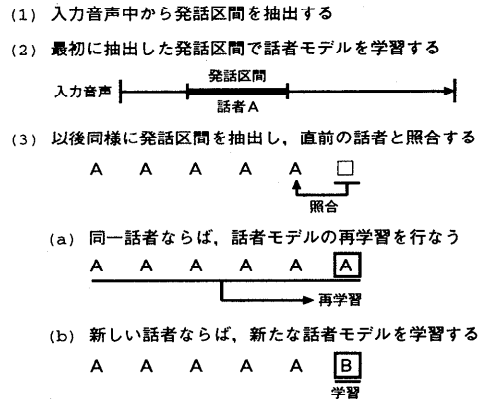 (1) 入力音声中から発話区間を抽出する
(2) 最初に抽出した発話区間で話者モデルを学習する
発話区間
入力音声
話者A
(3) 以後同様に発話区間を抽出し，直前の話者と照合する
A A A A A □
照合
(a) 同一話者ならば，話者モデルの再学習を行なう
A A A A A A
再学習
(b) 新しい話者ならば，新たな話者モデルを学習する
A A A A A B
学習